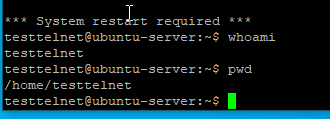 *** System restart required ***
testtelnet@ubuntu-server:~$ whoami
testtelnet
testtelnet@ubuntu-server:~$ pwd
/home/testtelnet
testtelnet@ubuntu-server:~$